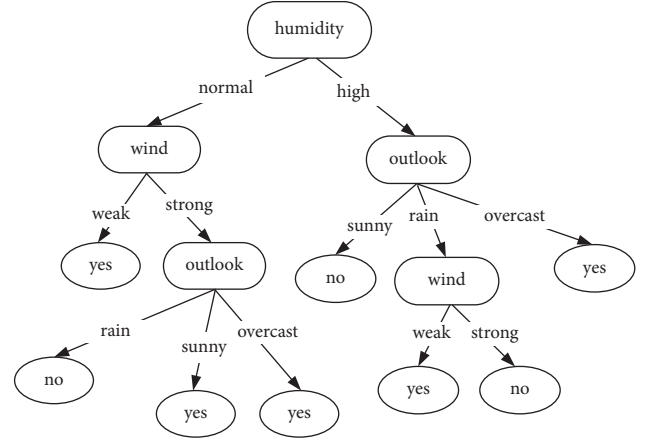 humidity
normal
high
wind
outlook
weak
strong
sunny
rain
overcast
yes
outlook
no
wind
yes
rain
sunny
overcast
weak
strong
no
yes
yes
yes
no